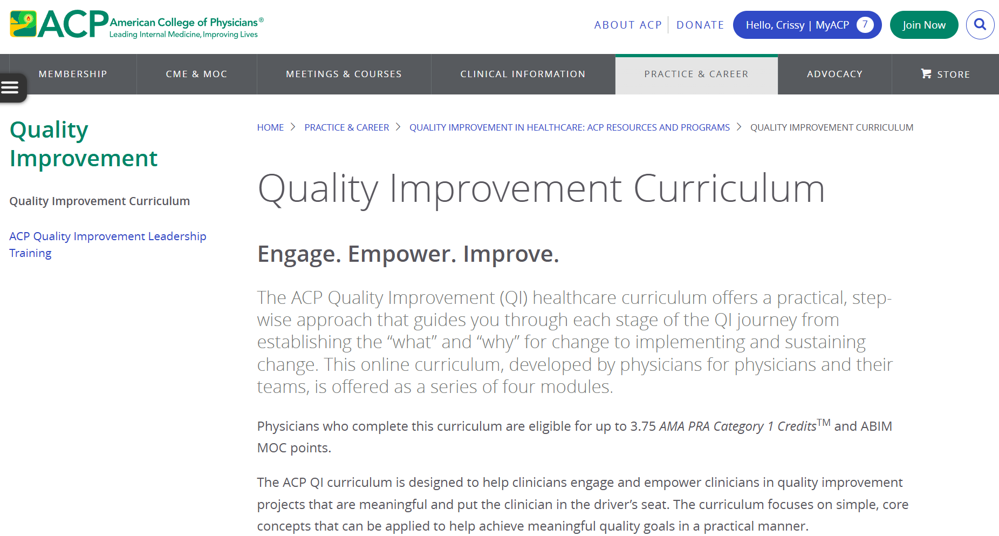 ACP American College of Physicians®
Leading Internal Medicine, Improving Lives
ABOUT ACP
DONATE
Hello, Crissy | MyACP 7
Join Now
MEMBERSHIP
CME & MOC
MEETINGS & COURSES
CLINICAL INFORMATION
PRACTICE & CAREER
ADVOCACY
STORE
Quality
Improvement
Quality Improvement Curriculum
ACP Quality Improvement Leadership
Training
HOME > PRACTICE & CAREER > QUALITY IMPROVEMENT IN HEALTHCARE: ACP RESOURCES AND PROGRAMS > QUALITY IMPROVEMENT CURRICULUM
Quality Improvement Curriculum
Engage. Empower. Improve.
The ACP Quality Improvement (QI) healthcare curriculum offers a practical, step-
wise approach that guides you through each stage of the QI journey from
establishing the “what” and “why” for change to implementing and sustaining
change. This online curriculum, developed by physicians for physicians and their
teams, is offered as a series of four modules.
Physicians who complete this curriculum are eligible for up to 3.75 AMA PRA Category 1 Credits™ and ABIM
MOC points.
The ACP QI curriculum is designed to help clinicians engage and empower clinicians in quality improvement
projects that are meaningful and put the clinician in the driver’s seat. The curriculum focuses on simple, core
concepts that can be applied to help achieve meaningful quality goals in a practical manner.